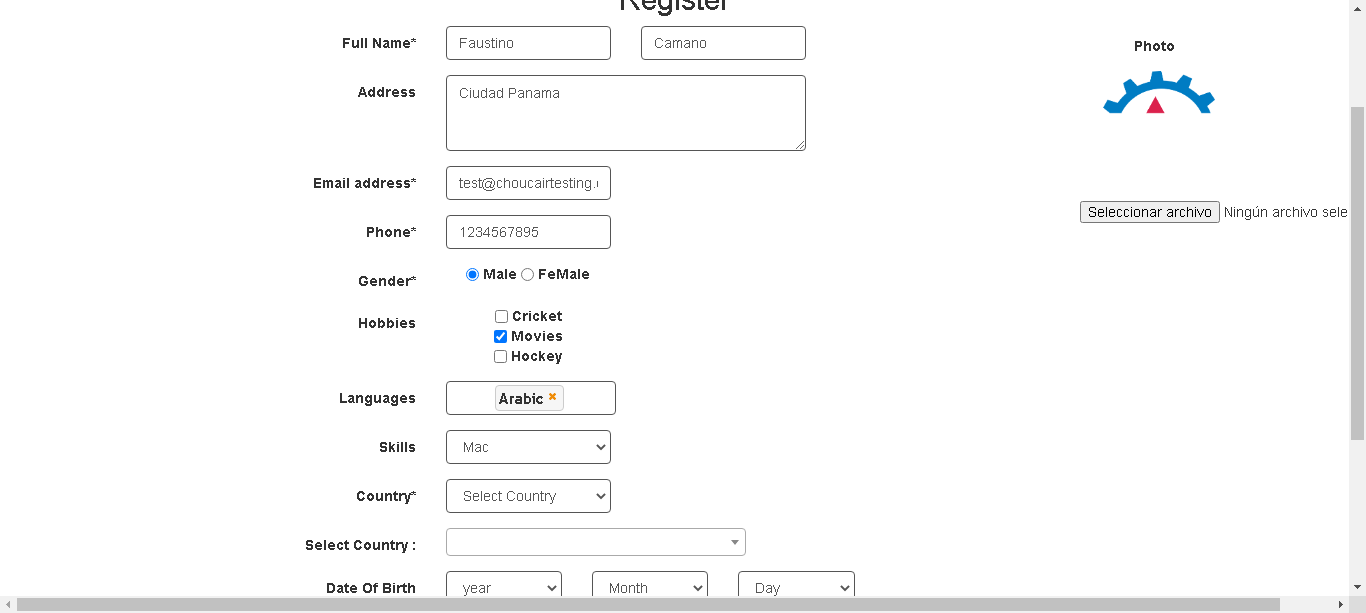 Register
Full Name* Faustino Camano
Photo
Address Ciudad Panama
Email address* test@choucairtesting.
Seleccionar archivo Ningún archivo sele
Phone* 1234567895
Gender* Male FeMale
Hobbies Cricket
Movies
Hockey
Languages Arabic
Skills Mac
Country* Select Country
Select Country :
Date Of Birth year Month Day